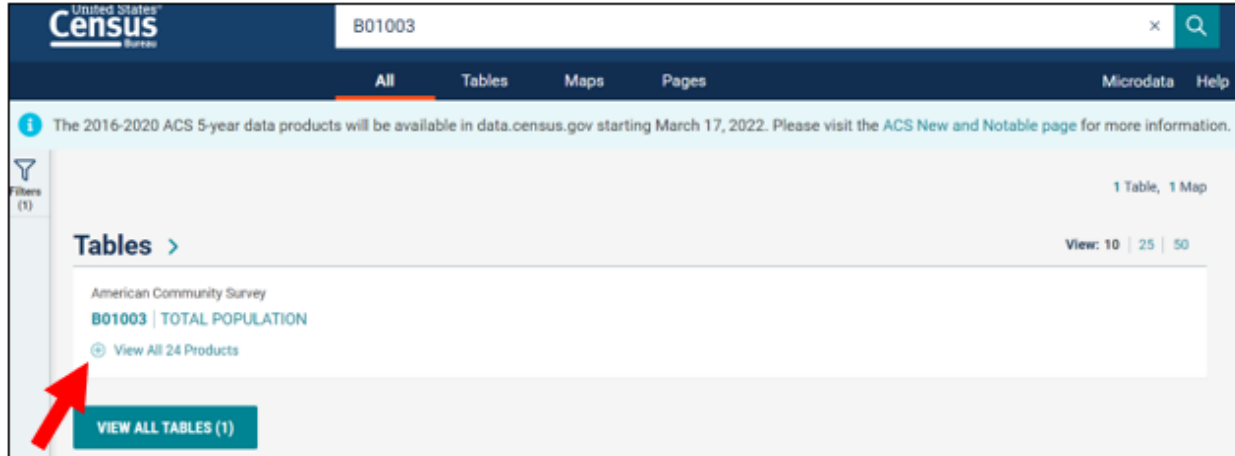 United States®
Census
Bureau
B01003 ×
All Tables Maps Pages Microdata Help
The 2016-2020 ACS 5-year data products will be available in data.census.gov starting March 17, 2022. Please visit the ACS New and Notable page for more information.
Filters
(1)
1 Table, 1 Map
Tables >
View: 10 | 25 | 50
American Community Survey
B01003 | TOTAL POPULATION
View All 24 Products
VIEW ALL TABLES (1)